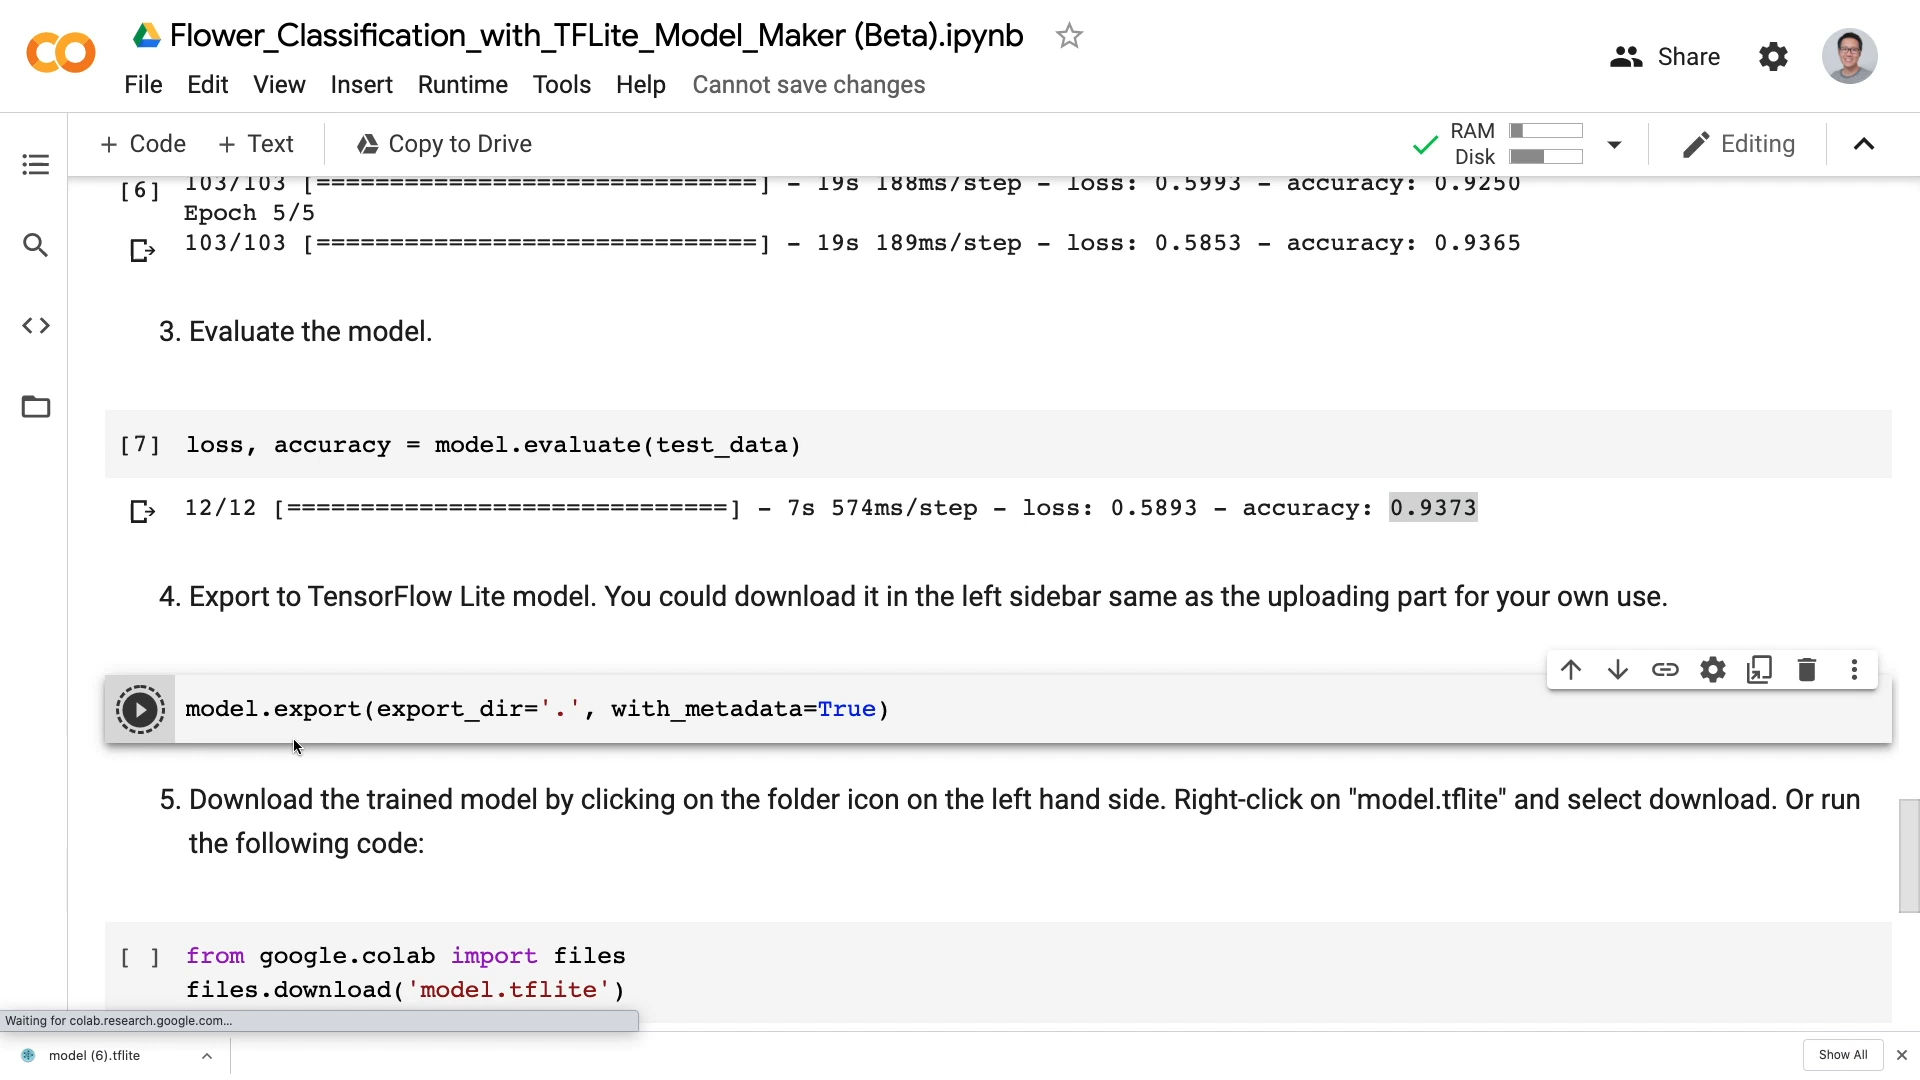 Flower_Classification_with_TFLite_Model_Maker (Beta).ipynb
File Edit View Insert Runtime Tools Help Cannot save changes
Share
+ Code + Text Copy to Drive
RAM
Disk
Editing
[6] 103/103 [==============================] - 19s 188ms/step - loss: 0.5993 - accuracy: 0.9250
Epoch 5/5
103/103 [==============================] - 19s 189ms/step - loss: 0.5853 - accuracy: 0.9365
3. Evaluate the model.
[7] loss, accuracy = model.evaluate(test_data)
12/12 [==============================] - 7s 574ms/step - loss: 0.5893 - accuracy: 0.9373
4. Export to TensorFlow Lite model. You could download it in the left sidebar same as the uploading part for your own use.
model.export(export_dir='.', with_metadata=True)
5. Download the trained model by clicking on the folder icon on the left hand side. Right-click on "model.tflite" and select download. Or run
the following code:
[ ] from google.colab import files
files.download('model.tflite')
Waiting for colab.research.google.com...
model (6).tflite
Show All